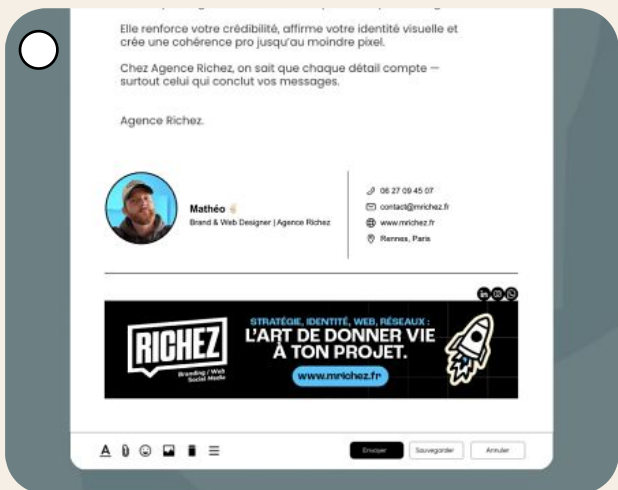 Elle renforce votre crédibilité, affirme votre identité visuelle et
crée une cohérence pro jusqu'au moindre pixel.
Chez Agence Richez, on sait que chaque détail compte —
surtout celui qui conclut vos messages.
Agence Richez.
Mathéo
Brand & Web Designer | Agence Richez
06 27 09 45 07
contact@mrichez.fr
www.mrichez.fr
Rennes, Paris
in
RICHEZ
Branding / Web
Social Media
STRATÉGIE, IDENTITÉ, WEB, RÉSEAUX :
L'ART DE DONNER VIE
À TON PROJET.
www.mrichez.fr
A
Envoyer
Sauvegarder
Annuler